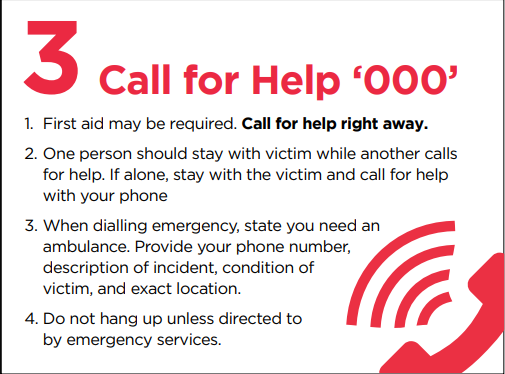 3 Call for Help ‘000’
1. First aid may be required. Call for help right away.
2. One person should stay with victim while another calls
for help. If alone, stay with the victim and call for help
with your phone
3. When dialling emergency, state you need an
ambulance. Provide your phone number,
description of incident, condition of
victim, and exact location.
4. Do not hang up unless directed to
by emergency services.